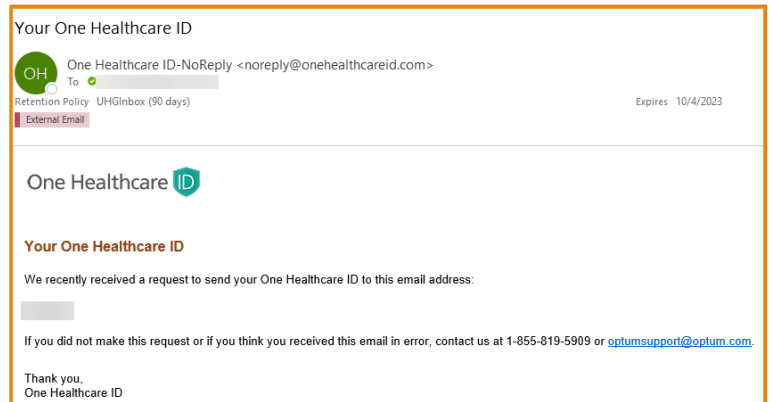 Your One Healthcare ID
OH
One Healthcare ID-NoReply <noreply@onehealthcareid.com>
To
Retention Policy UHGInbox (90 days) Expires 10/4/2023
External Email
One Healthcare ID
Your One Healthcare ID
We recently received a request to send your One Healthcare ID to this email address:
If you did not make this request or if you think you received this email in error, contact us at 1-855-819-5909 or optumsupport@optum.com.
Thank you,
One Healthcare ID